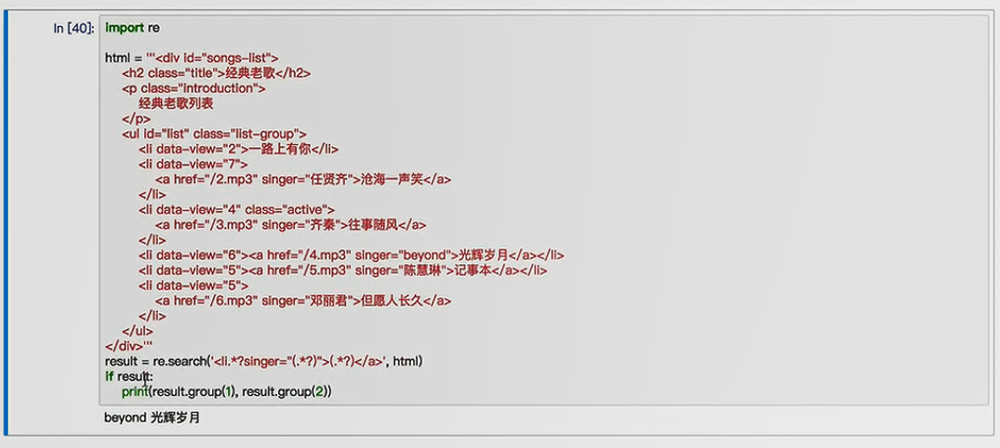 In [40]:
import re
html = '''<div id="songs-list">
<h2 class="title">经典老歌</h2>
<p class="introduction">
经典老歌列表
</p>
<ul id="list" class="list-group">
<li data-view="2">一路上有你</li>
<li data-view="7">
<a href="/2.mp3" singer="任贤齐">沧海一声笑</a>
</li>
<li data-view="4" class="active">
<a href="/3.mp3" singer="齐秦">往事随风</a>
</li>
<li data-view="6"><a href="/4.mp3" singer="beyond">光辉岁月</a></li>
<li data-view="5"><a href="/5.mp3" singer="陈慧琳">记事本</a></li>
<li data-view="5">
<a href="/6.mp3" singer="邓丽君">但愿人长久</a>
</li>
</ul>
</div>'''
result = re.search('<li.*?singer="(.*?)">(.*?)</a>', html)
if result:
print(result.group(1), result.group(2))
beyond 光辉岁月